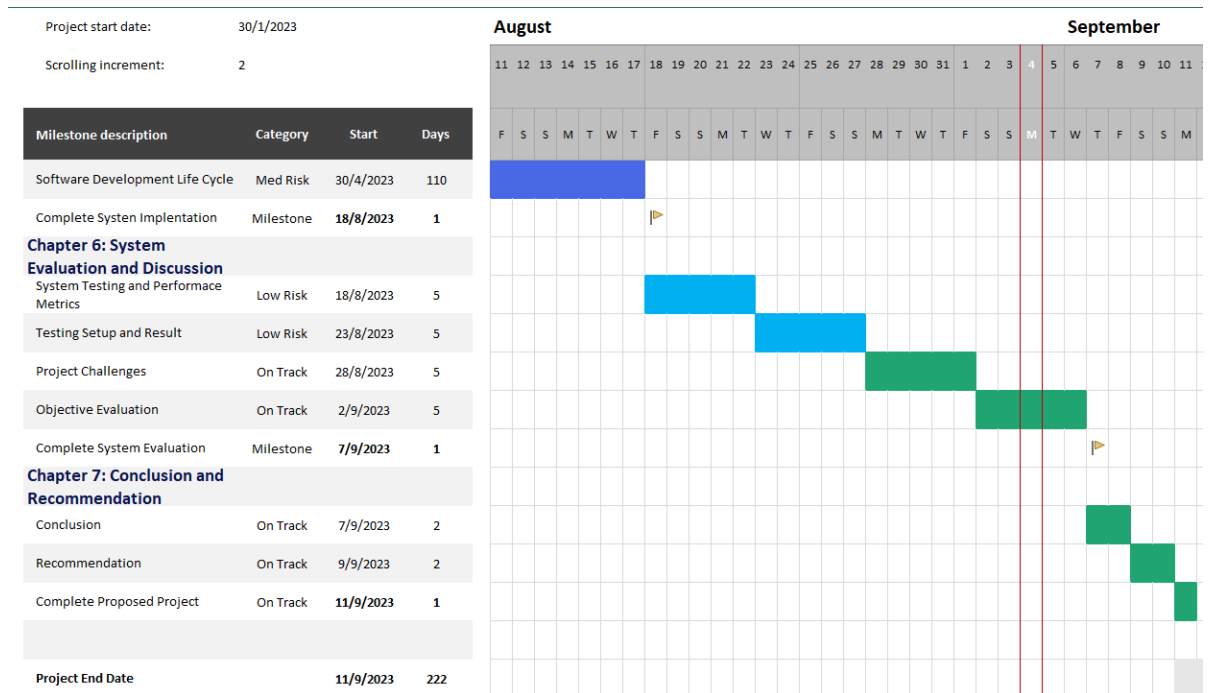 Project start date: 30/1/2023 August September
Scrolling increment: 2 11 12 13 14 15 16 17 18 19 20 21 22 23 24 25 26 27 28 29 30 31 1 2 3 4 5 6 7 8 9 10 11
Milestone description Category Start Days F S S M T W T F S S M T W T F S S M T W T F S S M T W T F S S M
Software Development Life Cycle Med Risk 30/4/2023 110
Complete Systen Implentation Milestone 18/8/2023 1
Chapter 6: System
Evaluation and Discussion
System Testing and Performace
Metrics Low Risk 18/8/2023 5
Testing Setup and Result Low Risk 23/8/2023 5
Project Challenges On Track 28/8/2023 5
Objective Evaluation On Track 2/9/2023 5
Complete System Evaluation Milestone 7/9/2023 1
Chapter 7: Conclusion and
Recommendation
Conclusion On Track 7/9/2023 2
Recommendation On Track 9/9/2023 2
Complete Proposed Project On Track 11/9/2023 1
Project End Date 11/9/2023 222